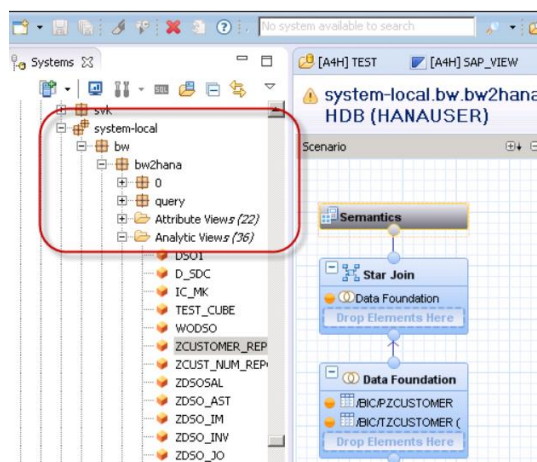 No system available to search
Systems
[A4H] TEST
[A4H] SAP_VIEW
SQL
svk
system-local
bw
bw2hana
0
query
Attribute Views (22)
Analytic Views (36)
DSO1
D_SDC
IC_MK
TEST_CUBE
WODSO
ZCUSTOMER_REP
ZCUST_NUM_REP
ZDSOSAL
ZDSO_AST
ZDSO_IM
ZDSO_INV
ZDSO_JO
system-local.bw.bw2hana
HDB (HANAUSER)
Scenario
Semantics
Star Join
Data Foundation
Drop Elements Here
Data Foundation
/BIC/PZCUSTOMER
/BIC/TZCUSTOMER (
Drop Elements Here